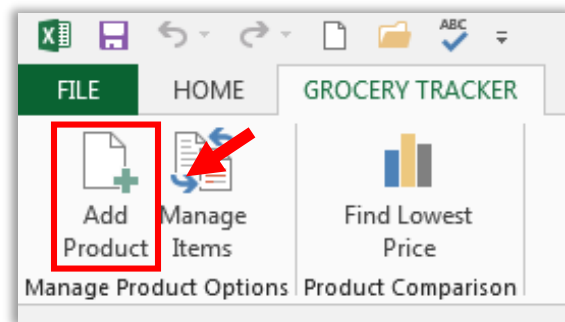 ABC
FILE HOME GROCERY TRACKER
Add Manage Find Lowest
Product Items Price
Manage Product Options Product Comparison